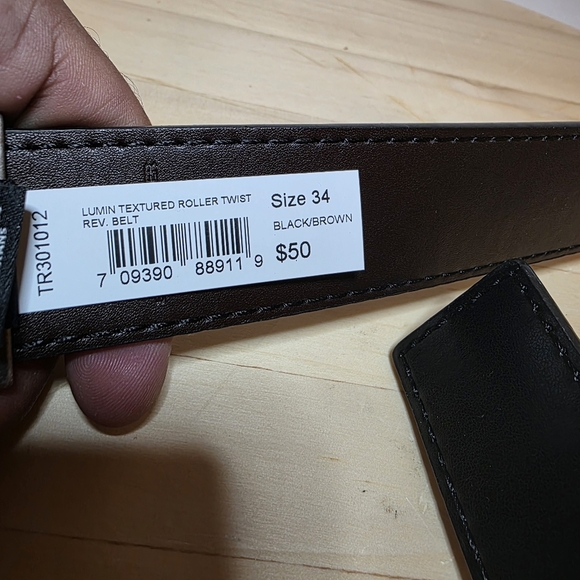 TR301012
LUMIN TEXTURED ROLLER TWIST
REV. BELT
7 09390 88911 9
Size 34
BLACK/BROWN
$50